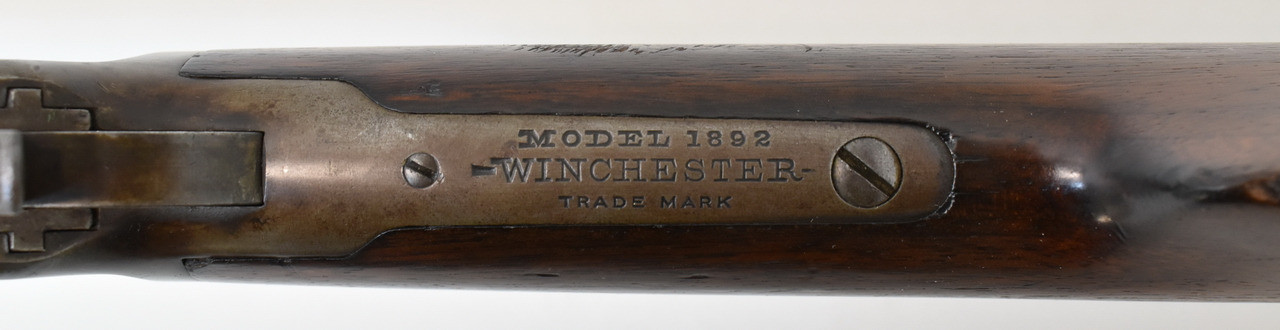 MODEL 1892
-WINCHESTER-
TRADE MARK